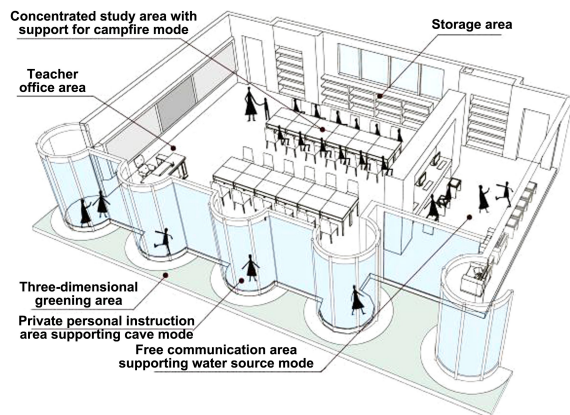 Concentrated study area with
support for campfire mode
Storage area
Teacher
office area
Three-dimensional
greening area
Private personal instruction
area supporting cave mode
Free communication area
supporting water source mode